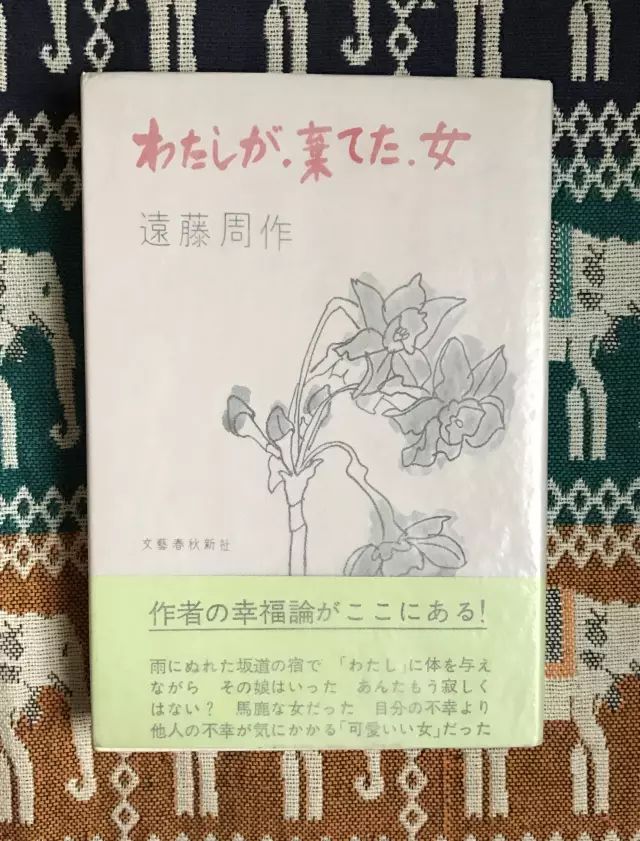 わたしが.棄てた.女
遠藤周作
文藝春秋新社
作者の幸福論がここにある!
雨にぬれた坂道の宿で 「わたし」に体を与え
ながら その娘はいった あんたもう寂しく
はない? 馬鹿な女だった 自分の不幸より
他人の不幸が気にかかる「可愛いい女」だった